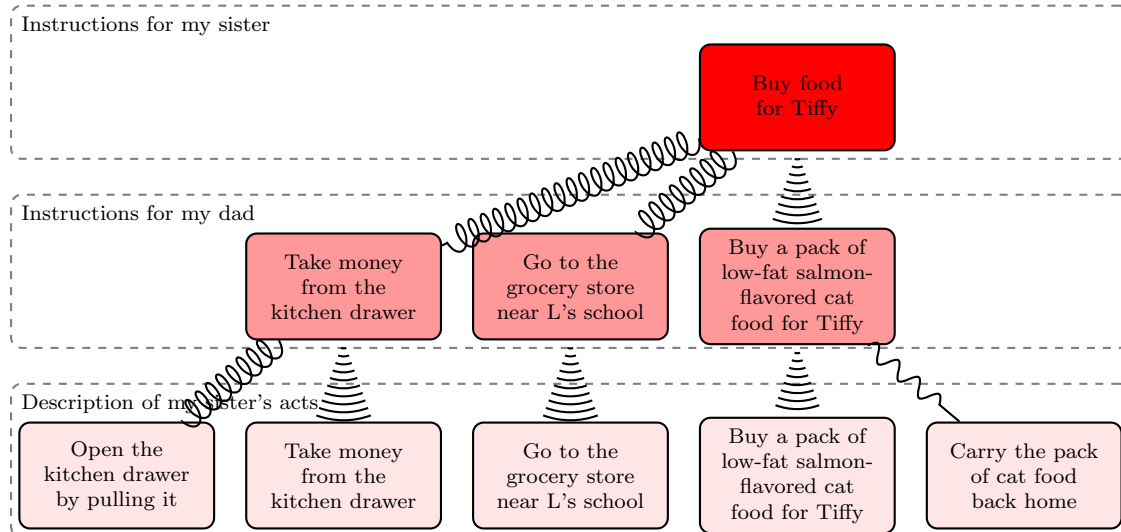 Instructions for my sister
Buy food
for Tiffy
Instructions for my dad
Take money
from the
kitchen drawer
Go to the
grocery store
near L's school
Buy a pack of
low-fat salmon-
flavored cat
food for Tiffy
Description of my sister's acts
Open the
kitchen drawer
by pulling it
Take money
from the
kitchen drawer
Go to the
grocery store
near L's school
Buy a pack of
low-fat salmon-
flavored cat
food for Tiffy
Carry the pack
of cat food
back home